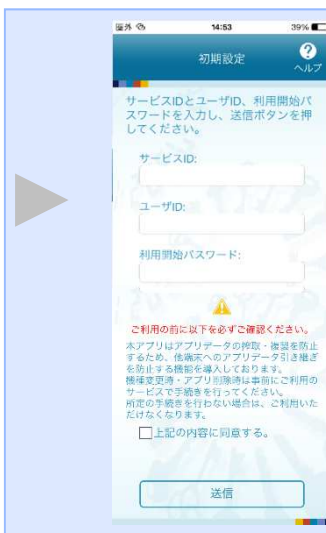 圏外 14:53 39%
初期設定
?
ヘルプ
サービスIDとユーザID、利用開始パ
スワードを入力し、送信ボタンを押
してください。
サービスID:
ユーザID:
利用開始パスワード:
ご利用の前に以下を必ずご確認ください。
本アプリはアプリデータの搾取・複製を防止
するため、他端末へのアプリデータ引き継ぎ
を防止する機能を導入しております。
機種変更時・アプリ削除時は事前にご利用の
サービスで手続きを行ってください。
所定の手続きを行わない場合は、ご利用いた
だけなくなります。
上記の内容に同意する。
送信